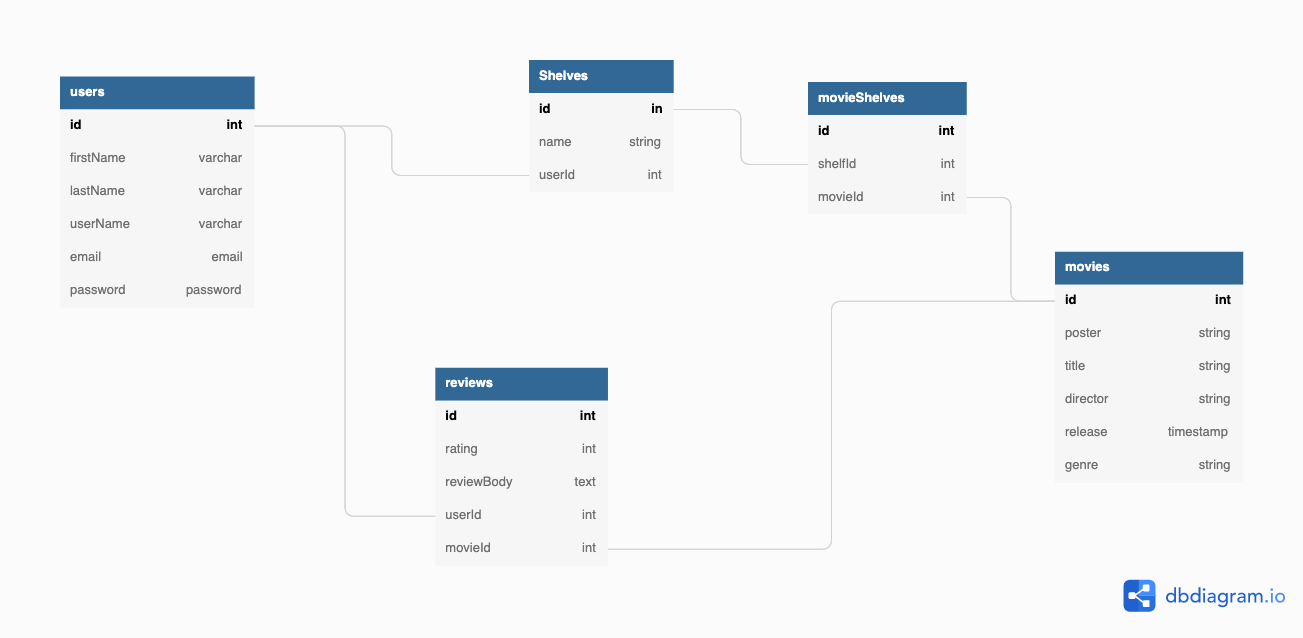 users
id int
firstName varchar
lastName varchar
userName varchar
email email
password password
Shelves
id in
name string
userId int
movieShelves
id int
shelfId int
movieId int
movies
id int
poster string
title string
director string
release timestamp
genre string
reviews
id int
rating int
reviewBody text
userId int
movieId int
dbdiagram.io